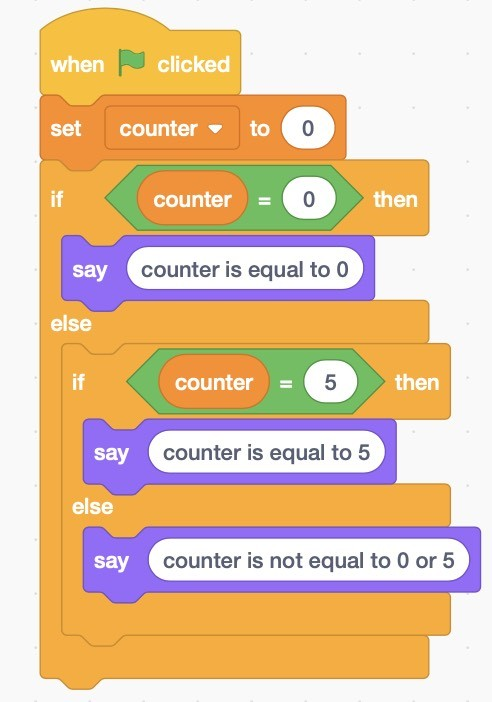 when clicked
set counter to 0
if counter = 0 then
say counter is equal to 0
else
if counter = 5 then
say counter is equal to 5
else
say counter is not equal to 0 or 5